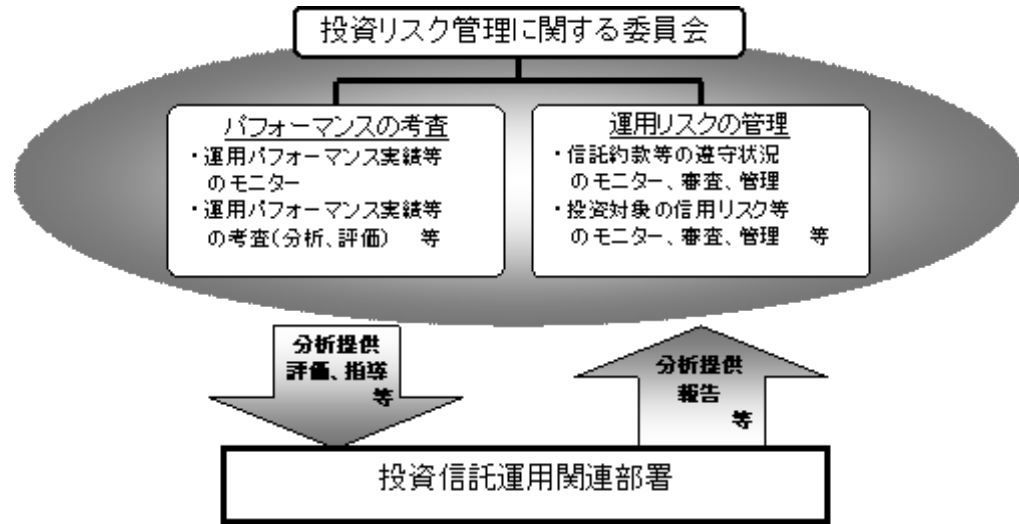 投資リスク管理に関する委員会
パフォーマンスの考査
・運用パフォーマンス実績等
のモニター
・運用パフォーマンス実績等
の考査(分析、評価) 等
運用リスクの管理
・信託約款等の遵守状況
のモニター、審査、管理
・投資対象の信用リスク等
のモニター、審査、管理 等
分析提供
評価、指導
等
分析提供
報告
等
投資信託運用関連部署